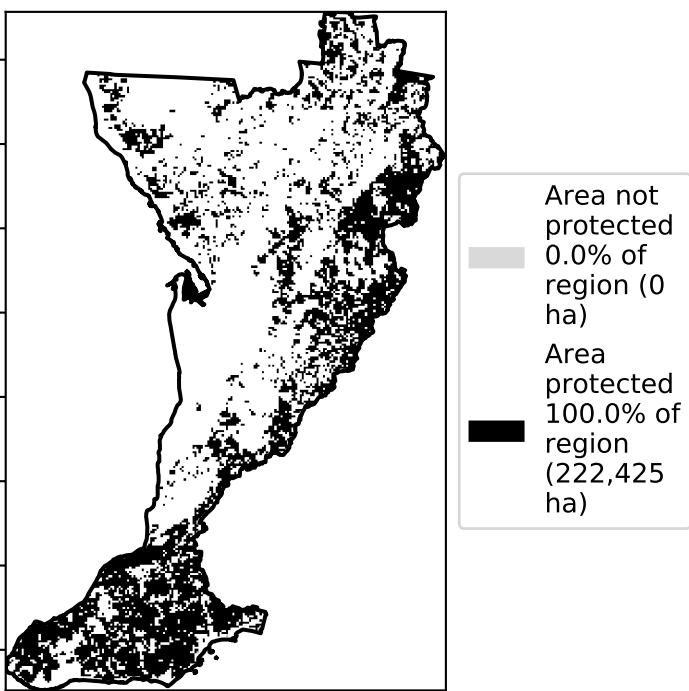 Area not
protected
0.0% of
region (0
ha)
Area
protected
100.0% of
region
(222,425
ha)